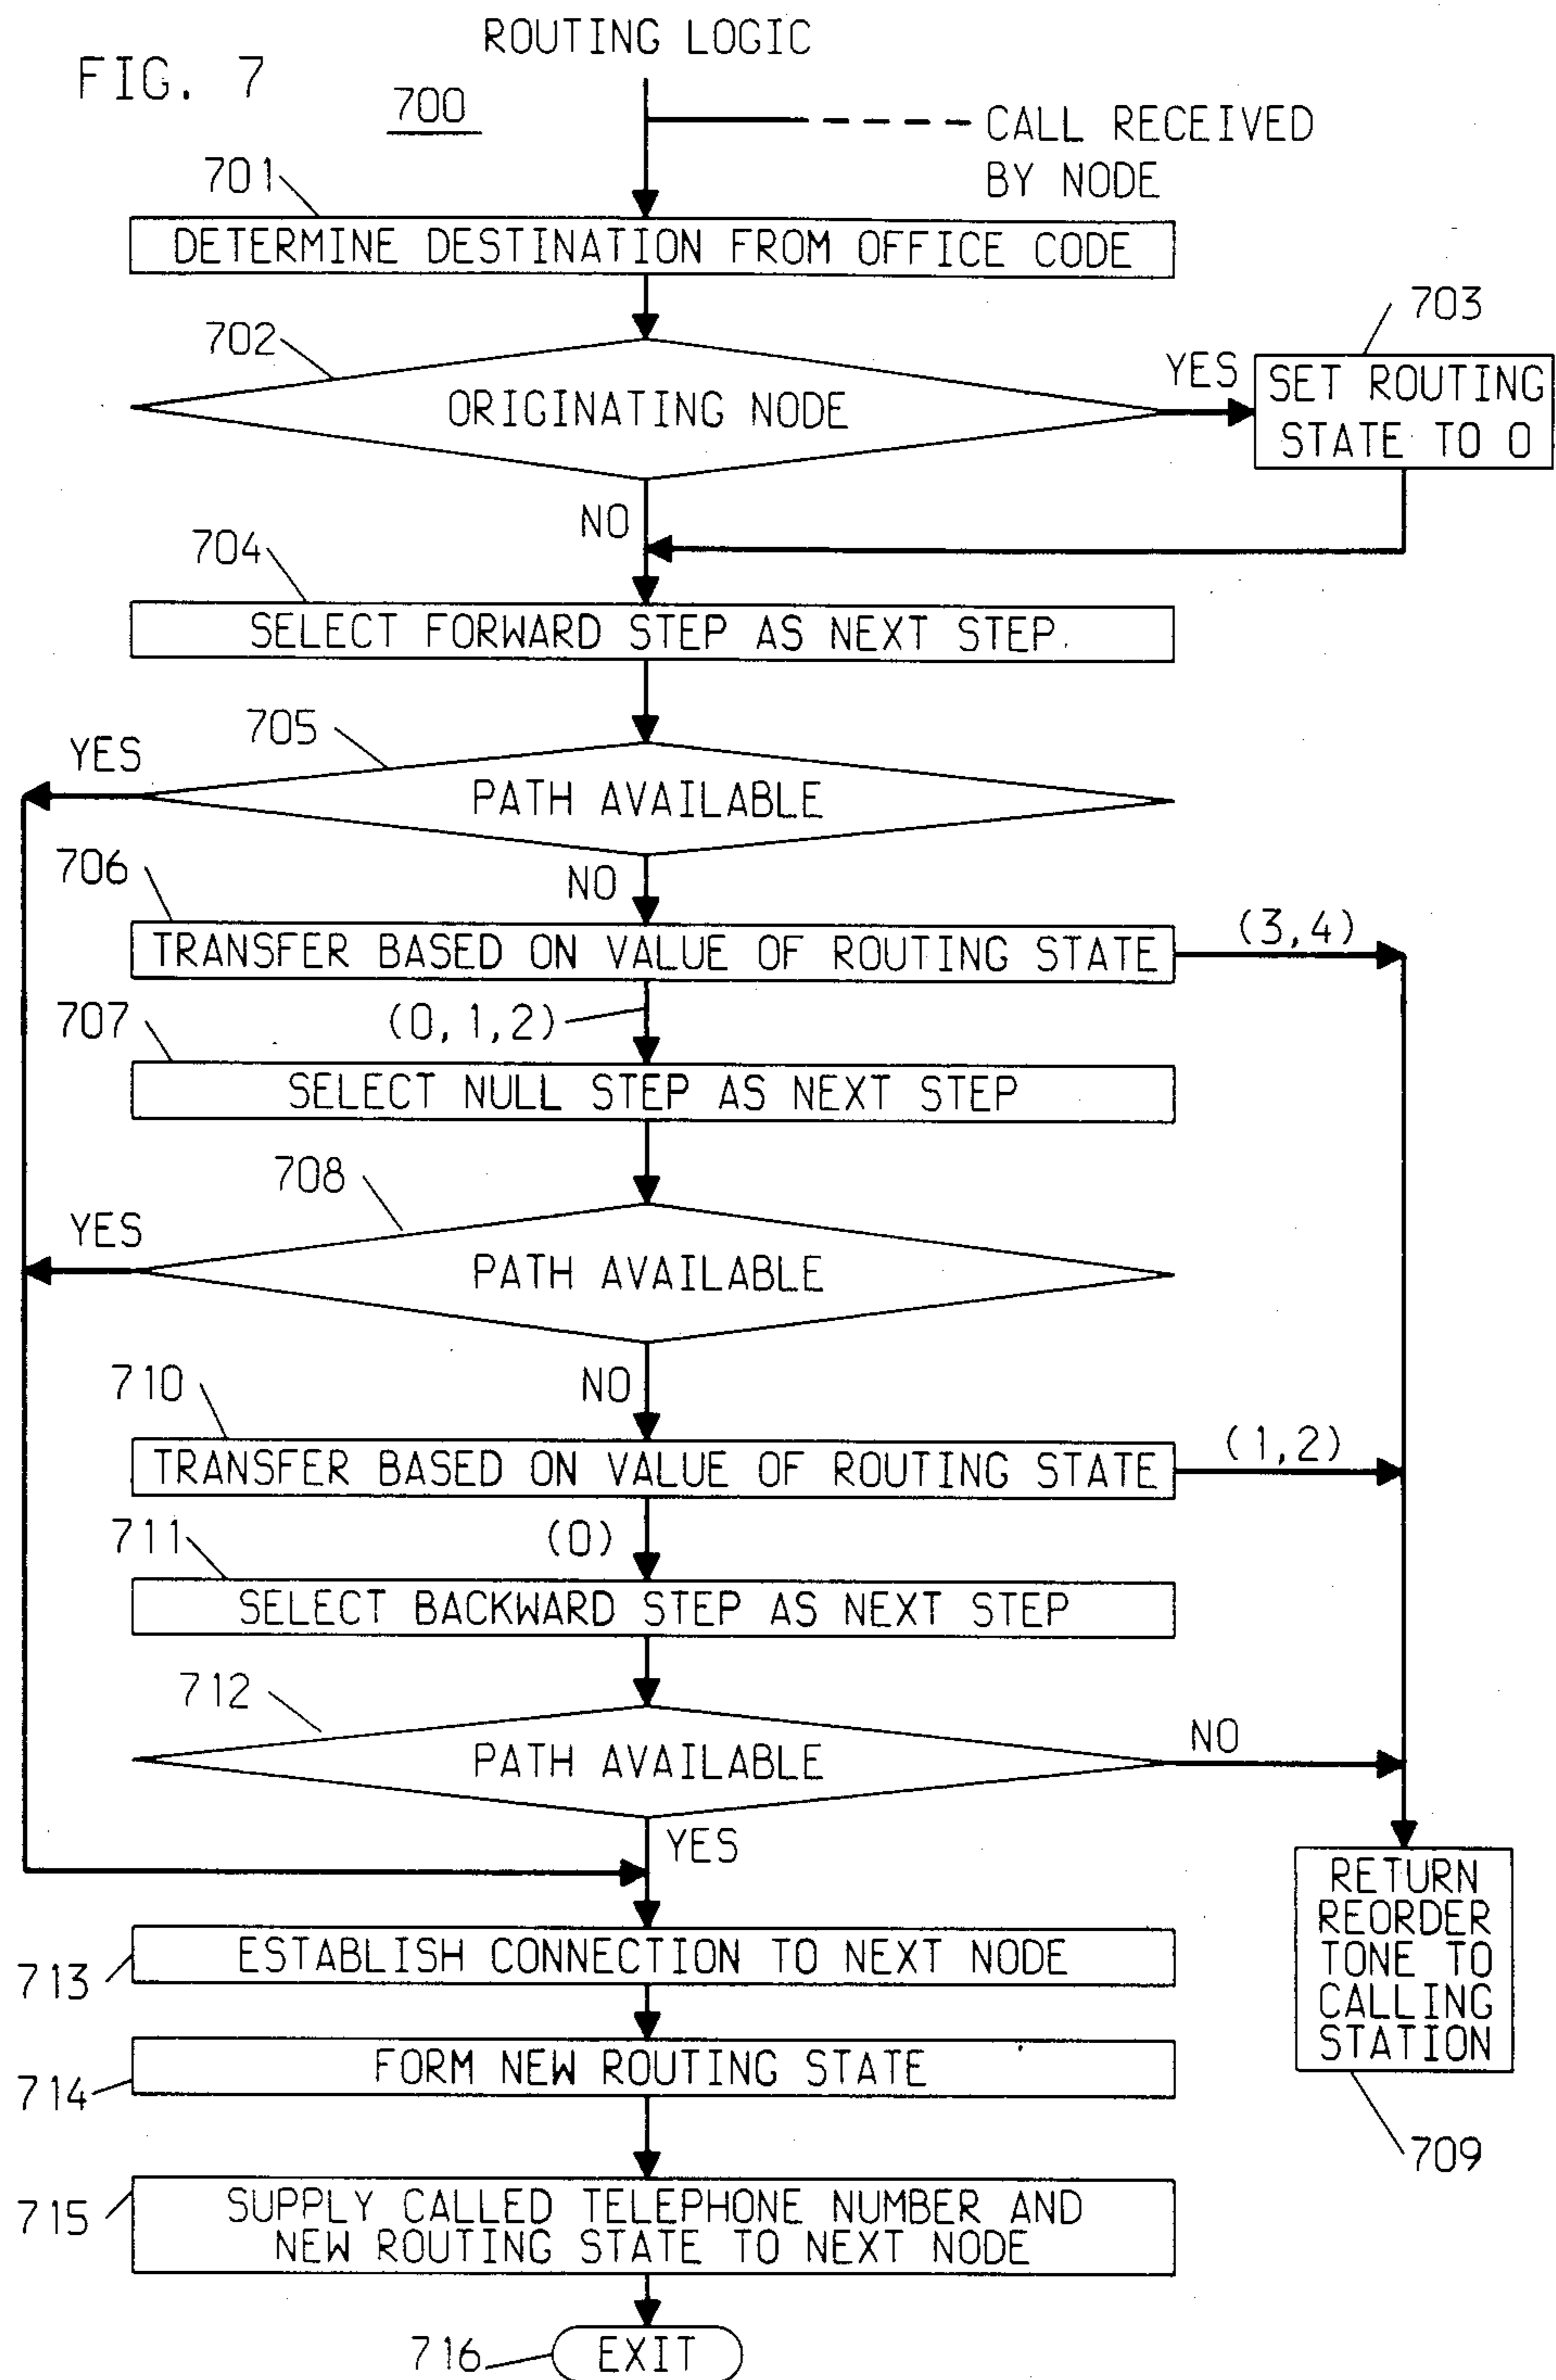 ROUTING LOGIC
FIG. 7
700
CALL RECEIVED
BY NODE
701
DETERMINE DESTINATION FROM OFFICE CODE
702
ORIGINATING NODE
YES
703
SET ROUTING
STATE TO 0
NO
704
SELECT FORWARD STEP AS NEXT STEP.
705
YES
PATH AVAILABLE
NO
706
TRANSFER BASED ON VALUE OF ROUTING STATE
(3,4)
(0,1,2)
707
SELECT NULL STEP AS NEXT STEP
708
YES
PATH AVAILABLE
NO
710
TRANSFER BASED ON VALUE OF ROUTING STATE
(1,2)
(0)
711
SELECT BACKWARD STEP AS NEXT STEP
712
PATH AVAILABLE
NO
YES
RETURN
REORDER
TONE TO
CALLING
STATION
709
713
ESTABLISH CONNECTION TO NEXT NODE
714
FORM NEW ROUTING STATE
715
SUPPLY CALLED TELEPHONE NUMBER AND
NEW ROUTING STATE TO NEXT NODE
716
EXIT